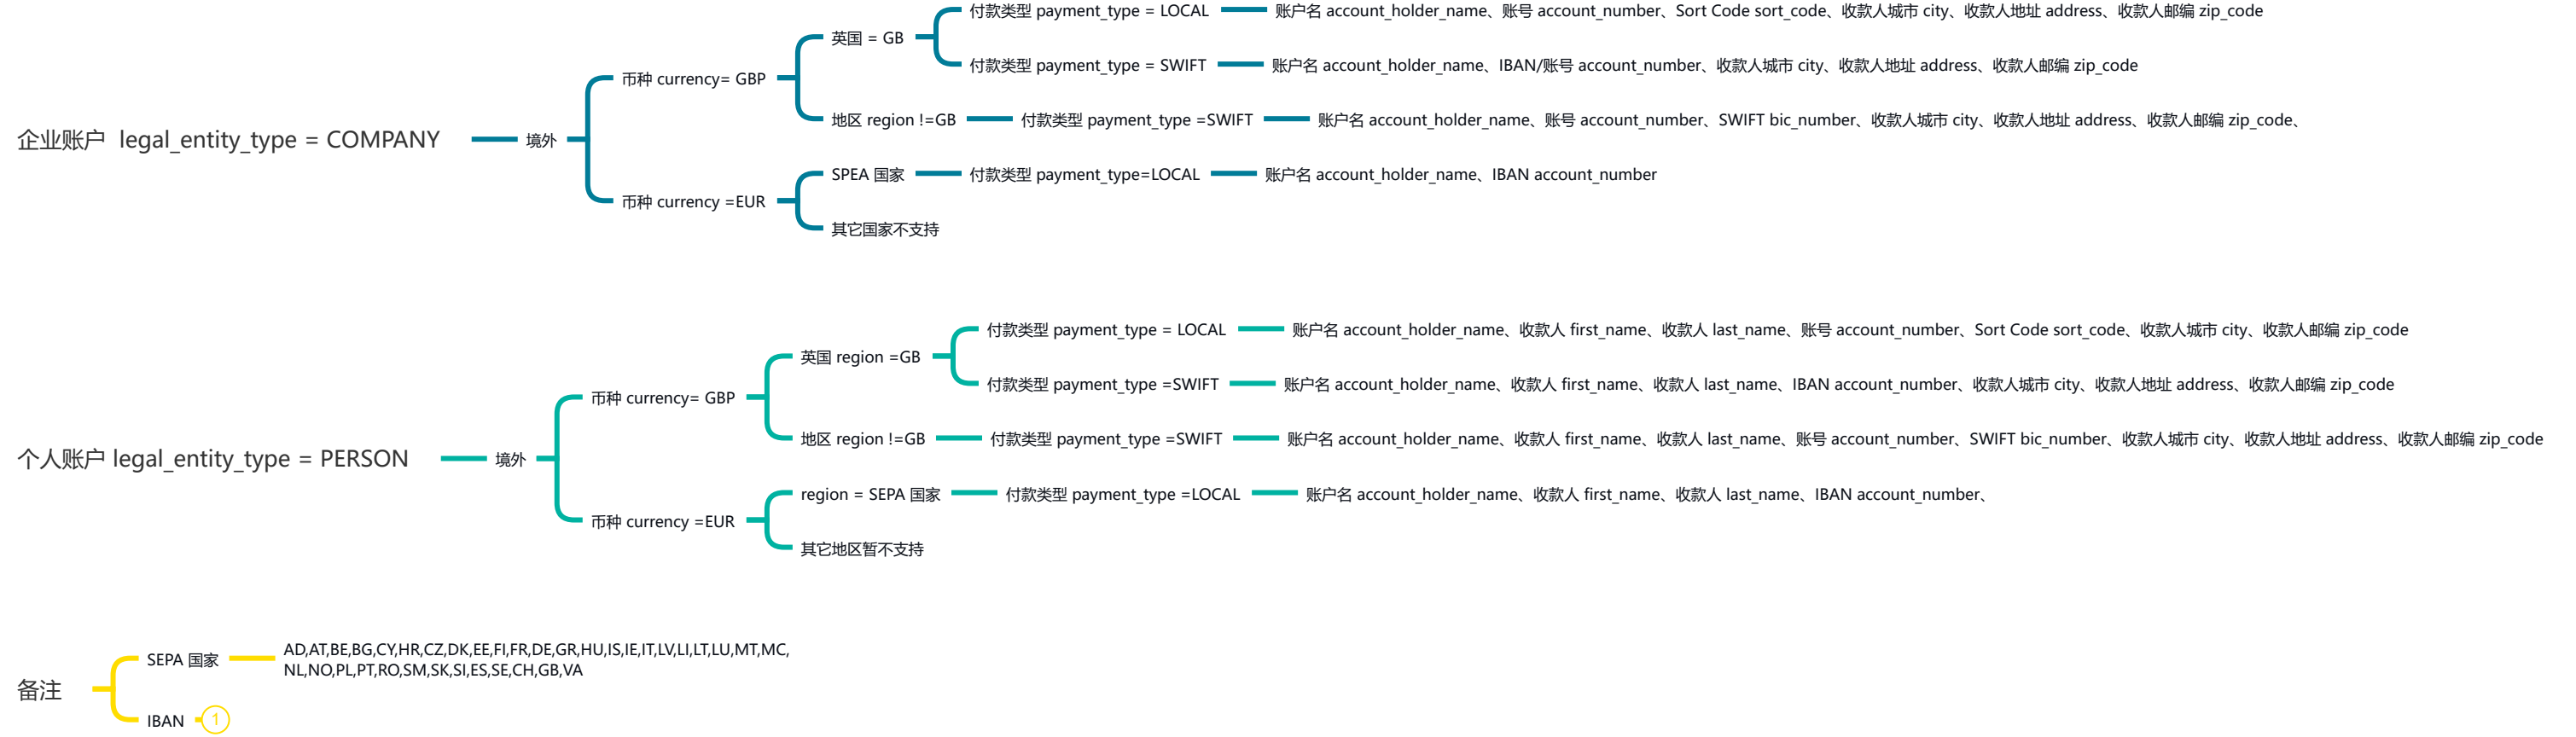 企业账户 legal_entity_type = COMPANY
境外
币种 currency= GBP
英国 = GB
付款类型 payment_type = LOCAL
账户名 account_holder_name、账号 account_number、Sort Code sort_code、收款人城市 city、收款人地址 address、收款人邮编 zip_code
付款类型 payment_type = SWIFT
账户名 account_holder_name、IBAN/账号 account_number、收款人城市 city、收款人地址 address、收款人邮编 zip_code
地区 region !=GB
付款类型 payment_type =SWIFT
账户名 account_holder_name、账号 account_number、SWIFT bic_number、收款人城市 city、收款人地址 address、收款人邮编 zip_code、
币种 currency =EUR
SPEA 国家
付款类型 payment_type=LOCAL
账户名 account_holder_name、IBAN account_number
其它国家不支持
个人账户 legal_entity_type = PERSON
境外
币种 currency= GBP
英国 region =GB
付款类型 payment_type = LOCAL
账户名 account_holder_name、收款人 first_name、收款人 last_name、账号 account_number、Sort Code sort_code、收款人城市 city、收款人邮编 zip_code
付款类型 payment_type =SWIFT
账户名 account_holder_name、收款人 first_name、收款人 last_name、IBAN account_number、收款人城市 city、收款人地址 address、收款人邮编 zip_code
地区 region !=GB
付款类型 payment_type =SWIFT
账户名 account_holder_name、收款人 first_name、收款人 last_name、账号 account_number、SWIFT bic_number、收款人城市 city、收款人地址 address、收款人邮编 zip_code
币种 currency =EUR
region = SEPA 国家
付款类型 payment_type =LOCAL
账户名 account_holder_name、收款人 first_name、收款人 last_name、IBAN account_number、
其它地区暂不支持
备注
SEPA 国家
AD,AT,BE,BG,CY,HR,CZ,DK,EE,FI,FR,DE,GR,HU,IS,IE,IT,LV,LI,LT,LU,MT,MC,
NL,NO,PL,PT,RO,SM,SK,SI,ES,SE,CH,GB,VA
IBAN
1